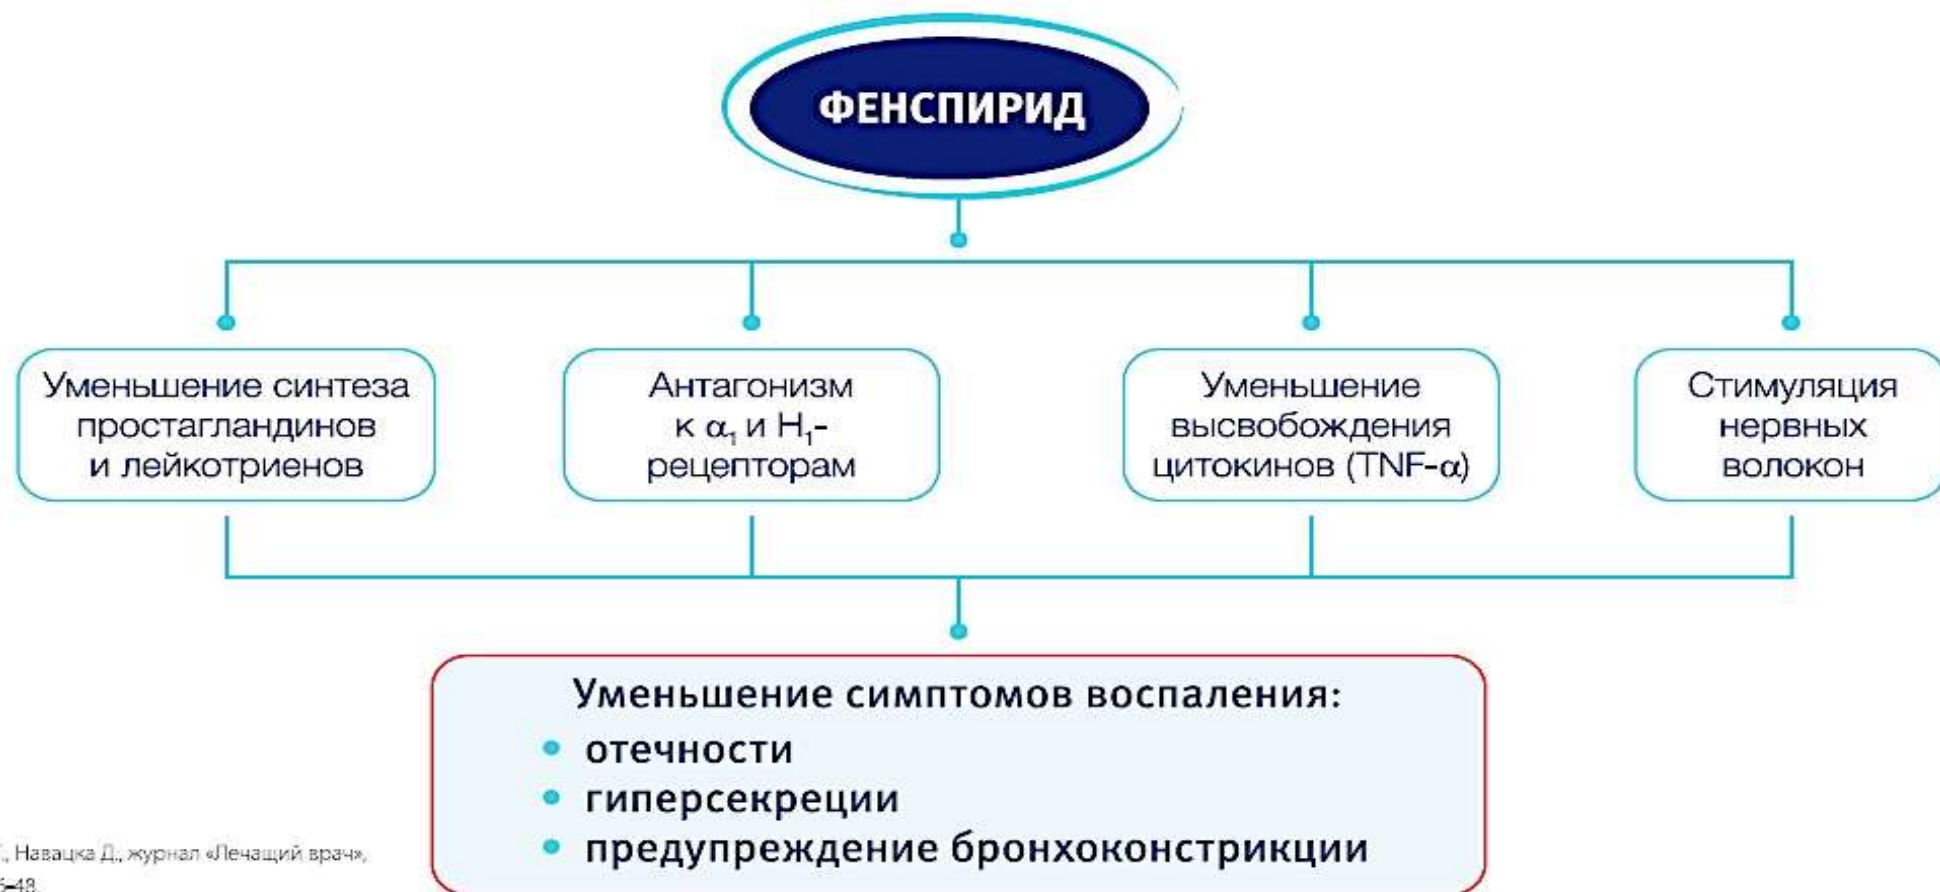 ФЕНСПИРИД
Уменьшение синтеза
простагландинов
и лейкотриенов
Антагонизм
к α₁ и H₁-
рецепторам
Уменьшение
высвобождения
цитокинов (TNF-α)
Стимуляция
нервных
волокон
Уменьшение симптомов воспаления:
• отечности
• гиперсекреции
• предупреждение бронхоконстрикции
Навацка Д., журнал «Лечащий врач»,
-48.